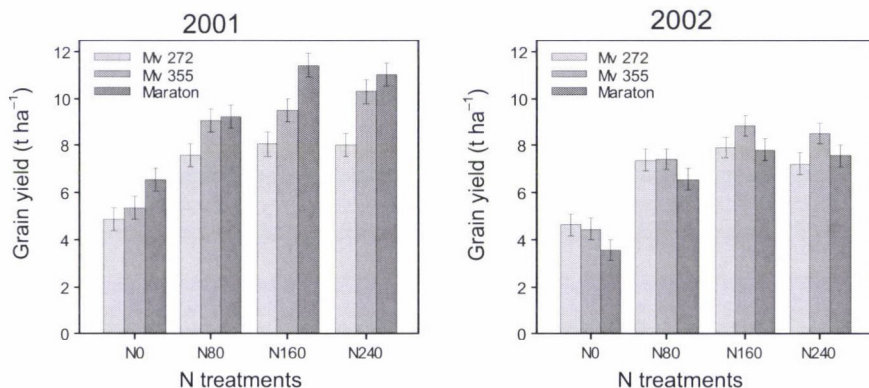 2001
12
10
8
6
4
2
0
Grain yield (t ha⁻¹)
Mv 272
Mv 355
Maraton
N0 N80 N160 N240
N treatments
2002
12
10
8
6
4
2
0
Grain yield (t ha⁻¹)
Mv 272
Mv 355
Maraton
N0 N80 N160 N240
N treatments